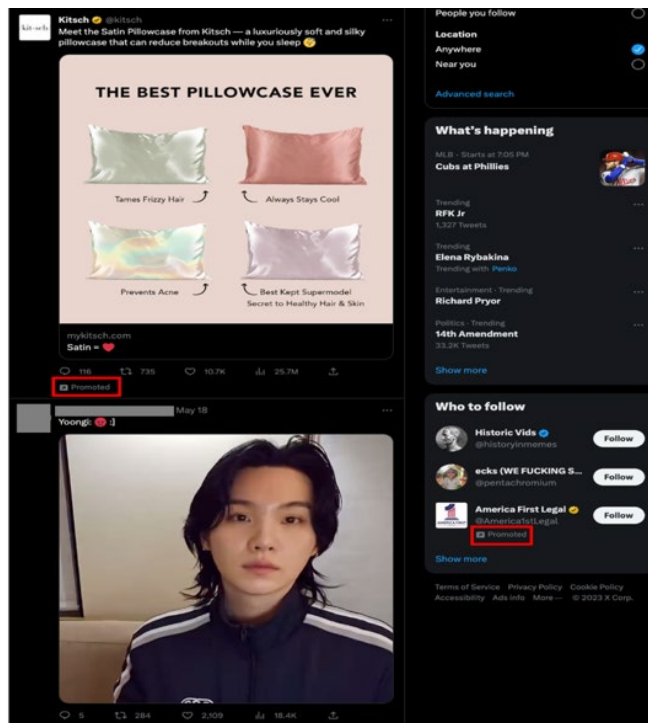 kit·sch
Kitsch @kitsch
Meet the Satin Pillowcase from Kitsch — a luxuriously soft and silky
pillowcase that can reduce breakouts while you sleep 😴
THE BEST PILLOWCASE EVER
Tames Frizzy Hair
Always Stays Cool
Prevents Acne
Best Kept Supermodel
Secret to Healthy Hair & Skin
mykitsch.com
Satin = ❤️
116 735 10.7K 25.7M
Promoted
May 18
Yoongi: 😡 :]
5 284 2,109 18.4K
People you follow
Location
Anywhere
Near you
Advanced search
What's happening
MLB · Starts at 7:05 PM
Cubs at Phillies
Trending
RFK Jr
1,327 Tweets
Trending
Elena Rybakina
Trending with Penko
Entertainment · Trending
Richard Pryor
Politics · Trending
14th Amendment
33.2K Tweets
Show more
Who to follow
Historic Vids
@historyinmemes
Follow
ecks (WE FUCKING S...
@pentachromium
Follow
America First Legal
@America1stLegal
Promoted
Follow
Show more
Terms of Service Privacy Policy Cookie Policy
Accessibility Ads info More ··· © 2023 X Corp.